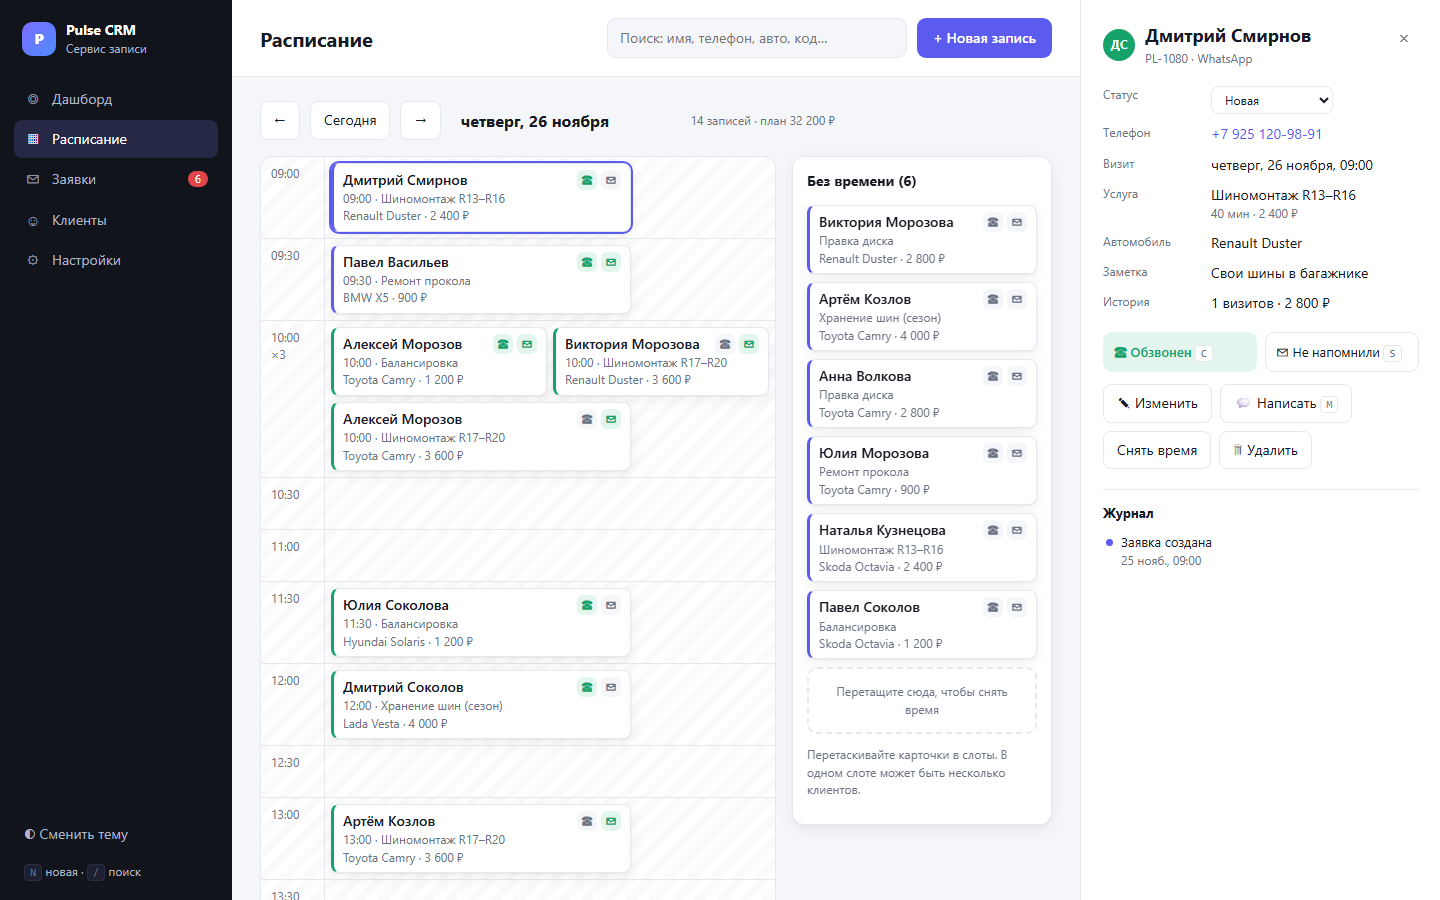 P
Pulse CRM
Сервис записи
Дашборд
Расписание
Заявки
6
Клиенты
Настройки
Сменить тему
N новая · / поиск
Расписание
Поиск: имя, телефон, авто, код...
+ Новая запись
←
Сегодня
→
четверг, 26 ноября
14 записей · план 32 200 ₽
09:00
Дмитрий Смирнов
09:00 · Шиномонтаж R13–R16
Renault Duster · 2 400 ₽
09:30
Павел Васильев
09:30 · Ремонт прокола
BMW X5 · 900 ₽
10:00
×3
Алексей Морозов
10:00 · Балансировка
Toyota Camry · 1 200 ₽
Виктория Морозова
10:00 · Шиномонтаж R17–R20
Renault Duster · 3 600 ₽
Алексей Морозов
10:00 · Шиномонтаж R17–R20
Toyota Camry · 3 600 ₽
10:30
11:00
11:30
Юлия Соколова
11:30 · Балансировка
Hyundai Solaris · 1 200 ₽
12:00
Дмитрий Соколов
12:00 · Хранение шин (сезон)
Lada Vesta · 4 000 ₽
12:30
13:00
Артём Козлов
13:00 · Шиномонтаж R17–R20
Toyota Camry · 3 600 ₽
13:30
Без времени (6)
Виктория Морозова
Правка диска
Renault Duster · 2 800 ₽
Артём Козлов
Хранение шин (сезон)
Toyota Camry · 4 000 ₽
Анна Волкова
Правка диска
Toyota Camry · 2 800 ₽
Юлия Морозова
Ремонт прокола
Toyota Camry · 900 ₽
Наталья Кузнецова
Шиномонтаж R13–R16
Skoda Octavia · 2 400 ₽
Павел Соколов
Балансировка
Skoda Octavia · 1 200 ₽
Перетащите сюда, чтобы снять
время
Перетаскивайте карточки в слоты. В
одном слоте может быть несколько
клиентов.
ДС
Дмитрий Смирнов
PL-1080 · WhatsApp
×
Статус
Новая
Телефон
+7 925 120-98-91
Визит
четверг, 26 ноября, 09:00
Услуга
Шиномонтаж R13–R16
40 мин · 2 400 ₽
Автомобиль
Renault Duster
Заметка
Свои шины в багажнике
История
1 визитов · 2 800 ₽
Обзвонен C
Не напомнили S
Изменить
Написать M
Снять время
Удалить
Журнал
Заявка создана
25 нояб., 09:00